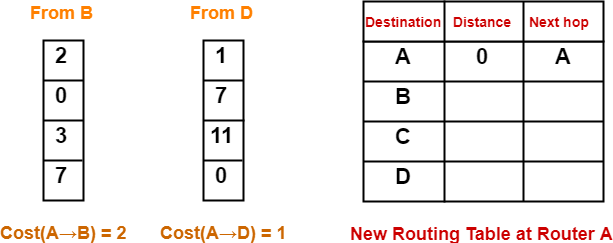 From B
From D
2
0
3
7
1
7
11
0
Cost(A→B) = 2
Cost(A→D) = 1
Destination Distance Next hop
A 0 A
B
C
D
New Routing Table at Router A